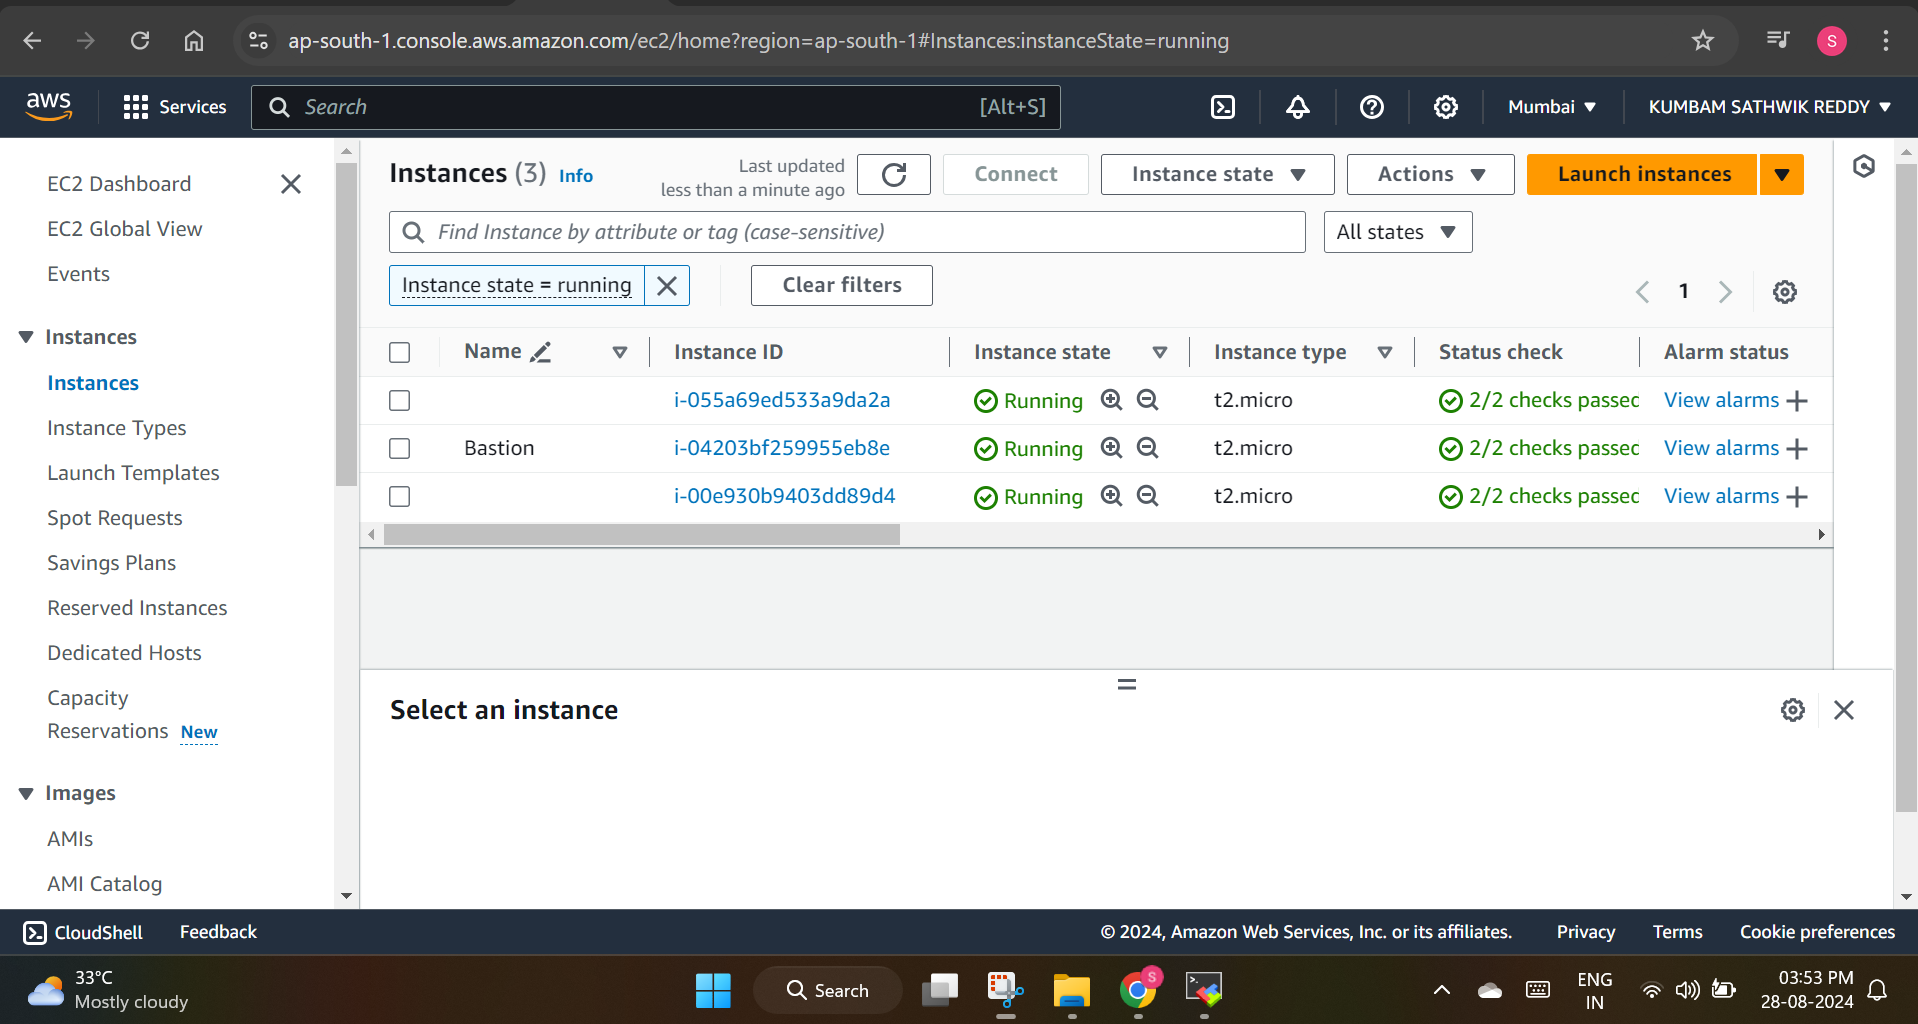 ap-south-1.console.aws.amazon.com/ec2/home?region=ap-south-1#Instances:instanceState=running
S
aws
Services
Search
[Alt+S]
Mumbai
KUMBAM SATHWIK REDDY
EC2 Dashboard
EC2 Global View
Events
Instances
Instances
Instance Types
Launch Templates
Spot Requests
Savings Plans
Reserved Instances
Dedicated Hosts
Capacity
Reservations New
Images
AMIs
AMI Catalog
Instances (3) Info
Last updated
less than a minute ago
Connect
Instance state
Actions
Launch instances
Find Instance by attribute or tag (case-sensitive)
All states
Instance state = running
Clear filters
1
Name Instance ID Instance state Instance type Status check Alarm status
i-055a69ed533a9da2a Running t2.micro 2/2 checks passed View alarms
Bastion i-04203bf259955eb8e Running t2.micro 2/2 checks passed View alarms
i-00e930b9403dd89d4 Running t2.micro 2/2 checks passed View alarms
Select an instance
CloudShell
Feedback
© 2024, Amazon Web Services, Inc. or its affiliates.
Privacy
Terms
Cookie preferences
33°C
Mostly cloudy
Search
S
ENG
IN
03:53 PM
28-08-2024